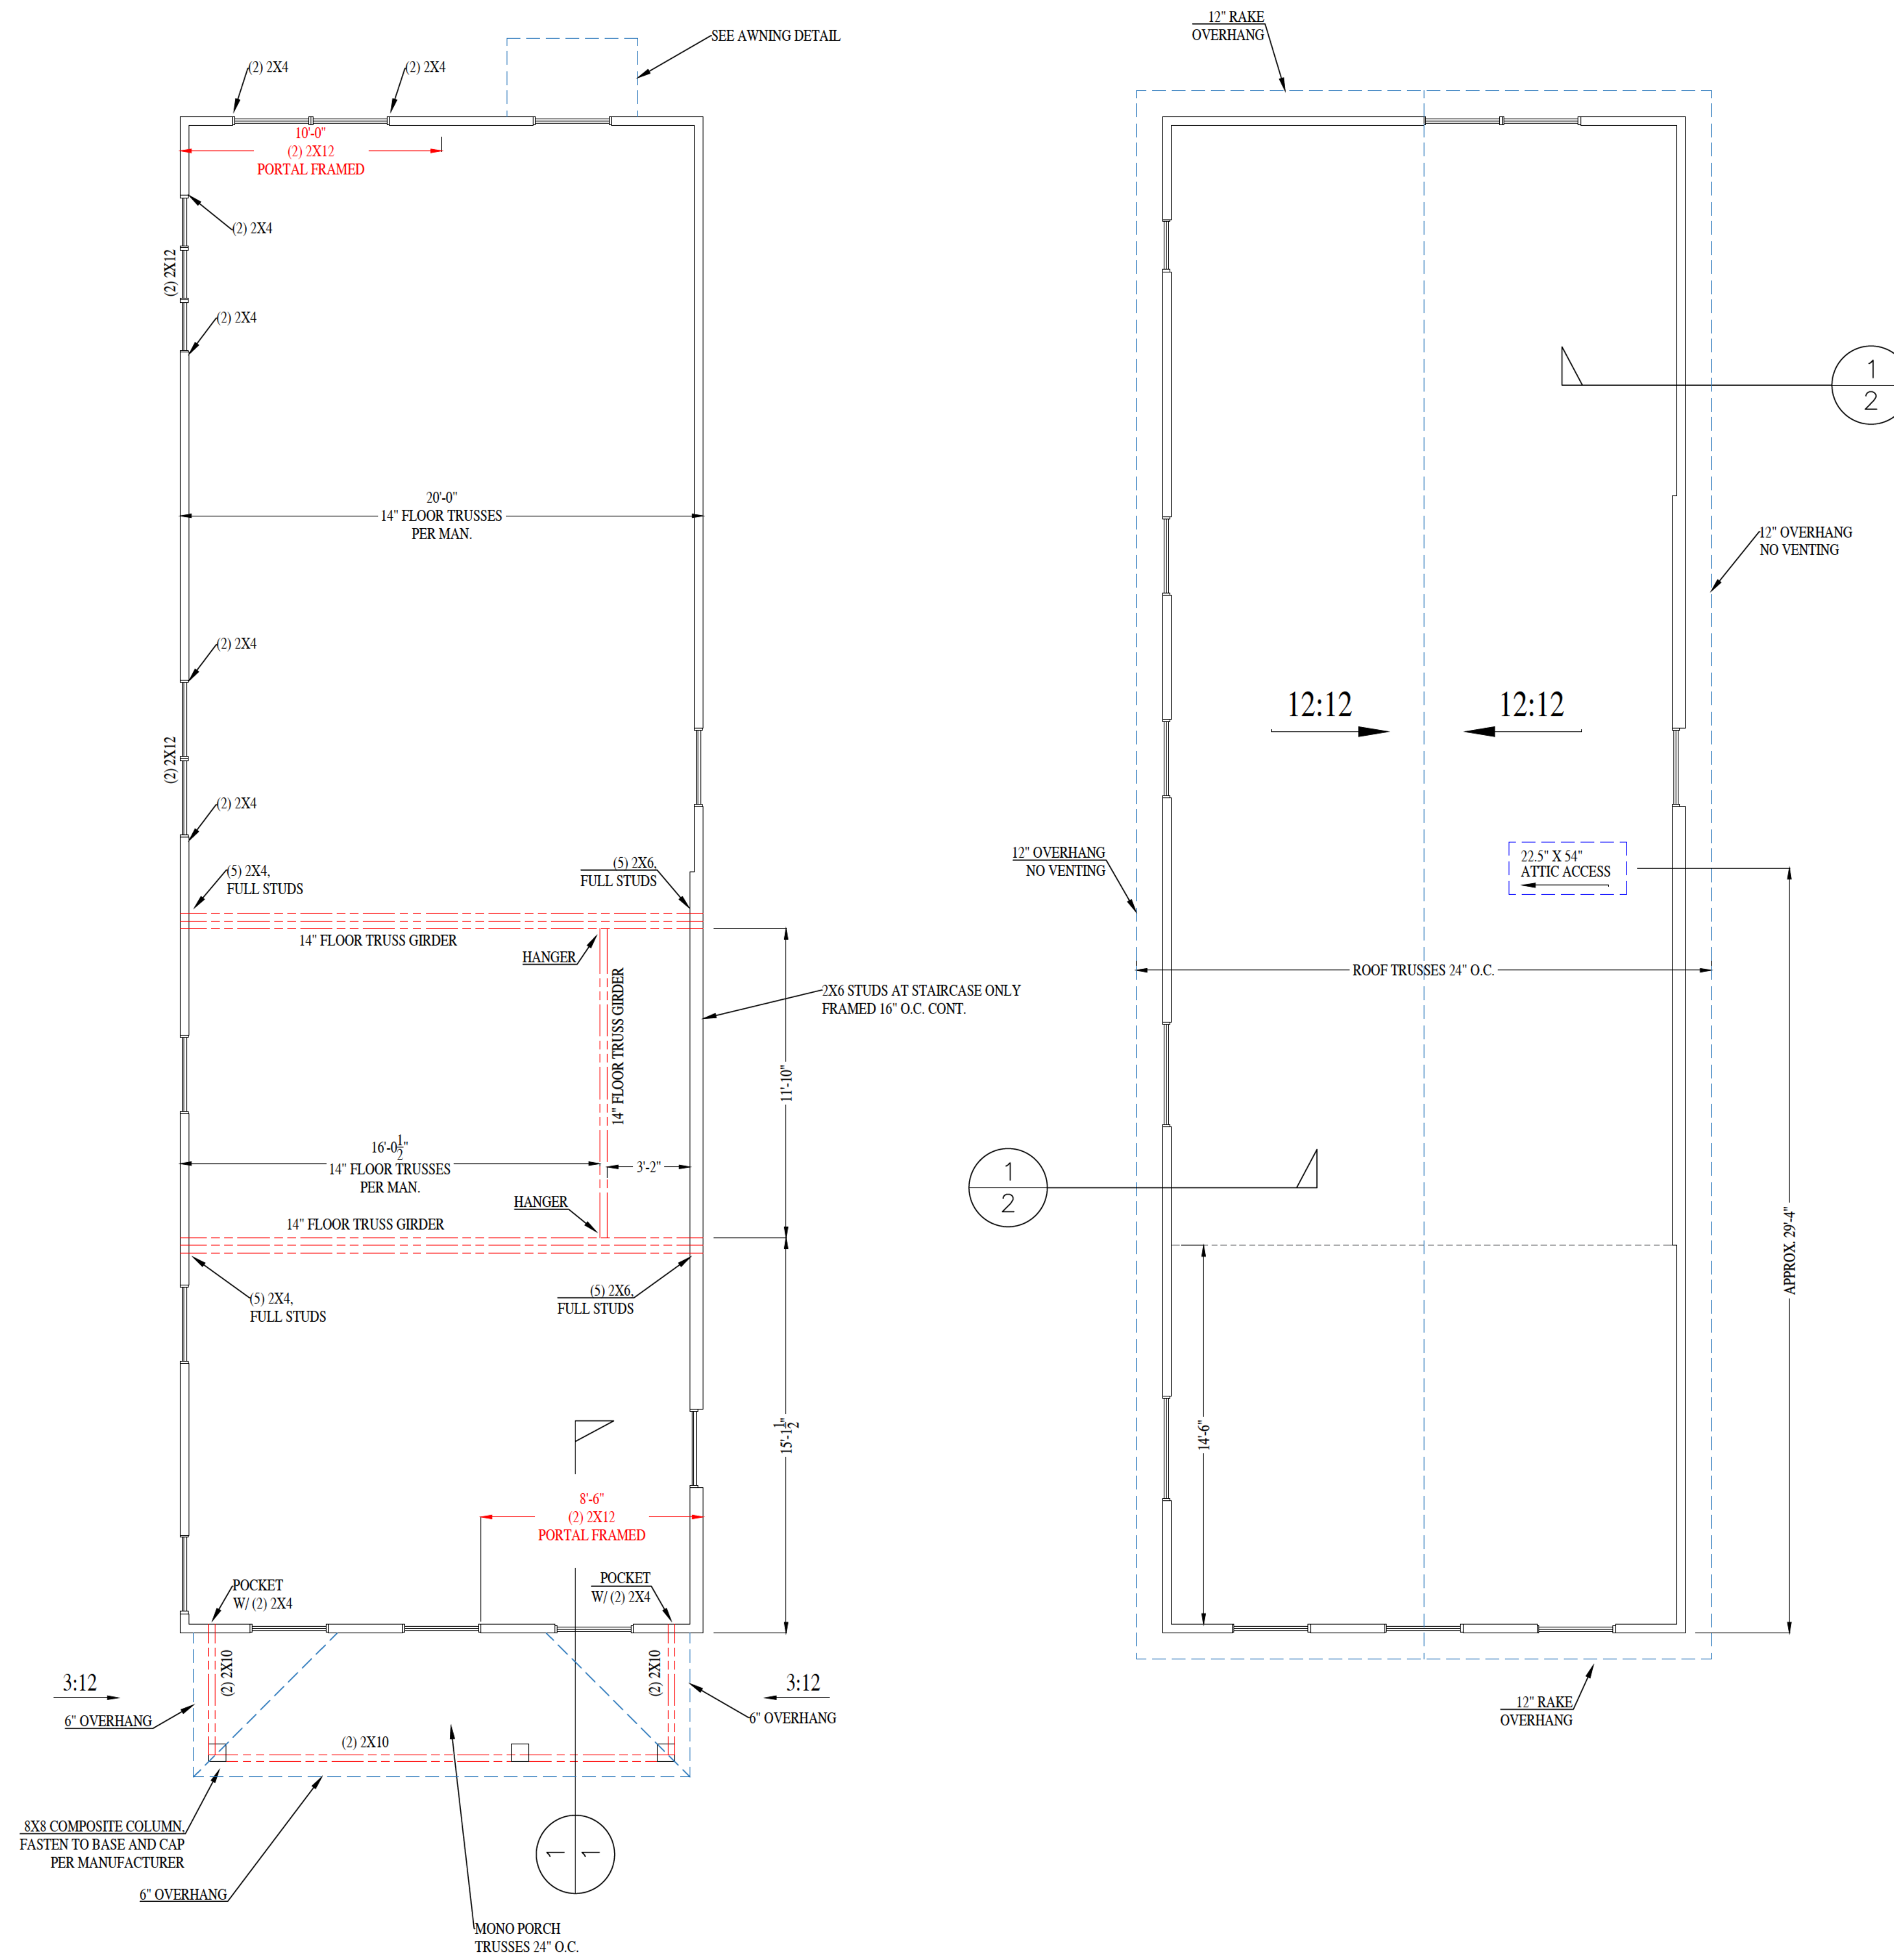 SEE AWNING DETAIL
(2) 2X4
(2) 2X4
10'-0"
(2) 2X12
PORTAL FRAMED
(2) 2X4
(2) 2X12
(2) 2X4
20'-0"
14" FLOOR TRUSSES
PER MAN.
(2) 2X4
(2) 2X12
(2) 2X4
(5) 2X4,
FULL STUDS
(5) 2X6,
FULL STUDS
14" FLOOR TRUSS GIRDER
HANGER
14" FLOOR TRUSS GIRDER
2X6 STUDS AT STAIRCASE ONLY
FRAMED 16" O.C. CONT.
11'-10"
16'-0 1/2"
14" FLOOR TRUSSES
PER MAN.
3'-2"
HANGER
14" FLOOR TRUSS GIRDER
(5) 2X4,
FULL STUDS
(5) 2X6,
FULL STUDS
15'-1 1/2"
8'-6"
(2) 2X12
PORTAL FRAMED
POCKET
W/ (2) 2X4
POCKET
W/ (2) 2X4
(2) 2X10
(2) 2X10
3:12
6" OVERHANG
3:12
6" OVERHANG
(2) 2X10
8X8 COMPOSITE COLUMN.
FASTEN TO BASE AND CAP
PER MANUFACTURER
6" OVERHANG
1
1
MONO PORCH
TRUSSES 24" O.C.
12" RAKE
OVERHANG
1
2
12" OVERHANG
NO VENTING
12:12
12:12
12" OVERHANG
NO VENTING
22.5" X 54"
ATTIC ACCESS
ROOF TRUSSES 24" O.C.
1
2
APPROX. 29'-4"
14'-6"
12" RAKE
OVERHANG